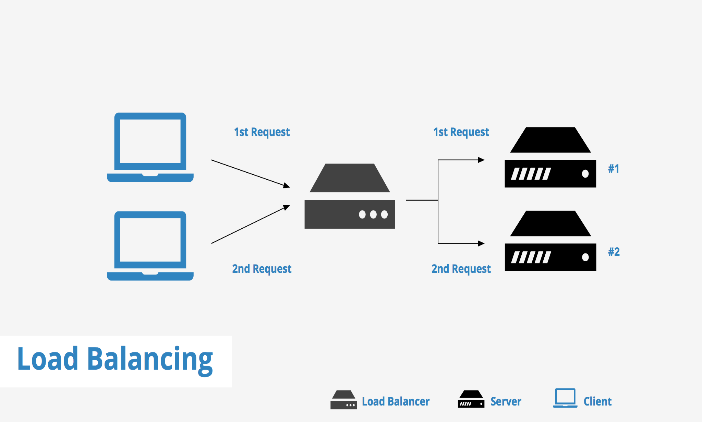 1st Request
1st Request
#1
#2
2nd Request
2nd Request
Load Balancing
Load Balancer
Server
Client